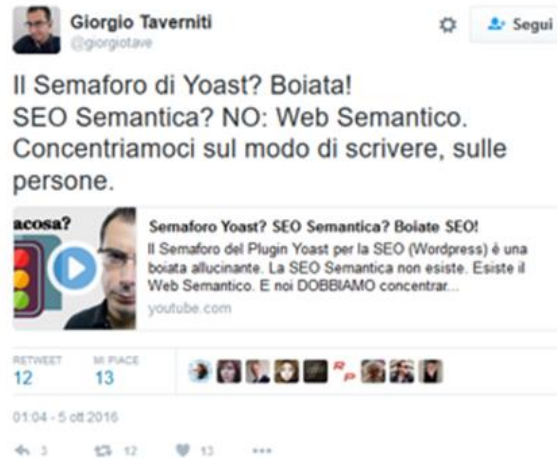 Giorgio Taverniti
@giorgiotave
Segui
Il Semaforo di Yoast? Boiata!
SEO Semantica? NO: Web Semantico.
Concentriamoci sul modo di scrivere, sulle
persone.
acosa?
Semaforo Yoast? SEO Semantica? Boiate SEO!
Il Semaforo del Plugin Yoast per la SEO (Wordpress) é una
boiata allucinante. La SEO Semantica non esiste. Esiste il
Web Semantico. E noi DOBBIAMO concentrar...
youtube.com
RETWEET MI PIACE
12 13
R P
01:04 - 5 ott 2016
3 12 13